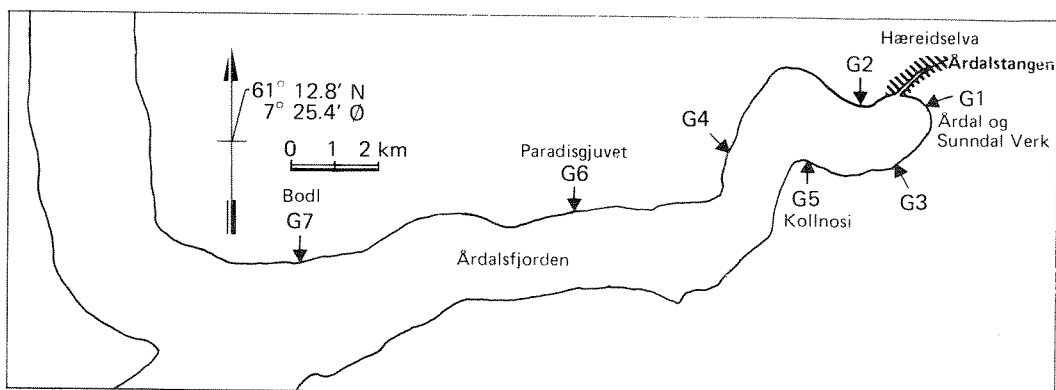 Hæreidselva
Årdalstangen
61° 12.8' N
7° 25.4' Ø
G2
G1
Årdal og
Sunndal Verk
G4
0 1 2 km
Paradisgjuvet
G6
G5
G3
Kollnosi
Bodl
G7
Årdalsfjorden